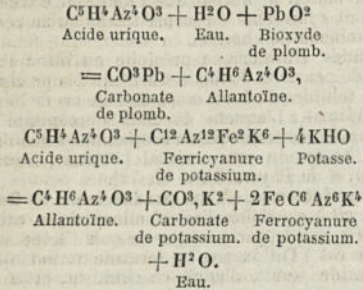 C⁵H⁴Az⁴O³ + H²O + PbO²
Acide urique. Eau. Bioxyde
de plomb.
= CO³Pb + C⁴H⁶Az⁴O³,
Carbonate Allantoïne.
de plomb.
C⁵H⁴Az⁴O³ + C¹²Az¹²Fe²K⁶ + 4KHO
Acide urique. Ferricyanure Potasse.
de potassium.
= C⁴H⁶Az⁴O³ + CO³,K² + 2FeC⁶Az⁶K⁴
Allantoïne. Carbonate Ferrocyanure
de potassium. de potassium.
+ H²O.
Eau.